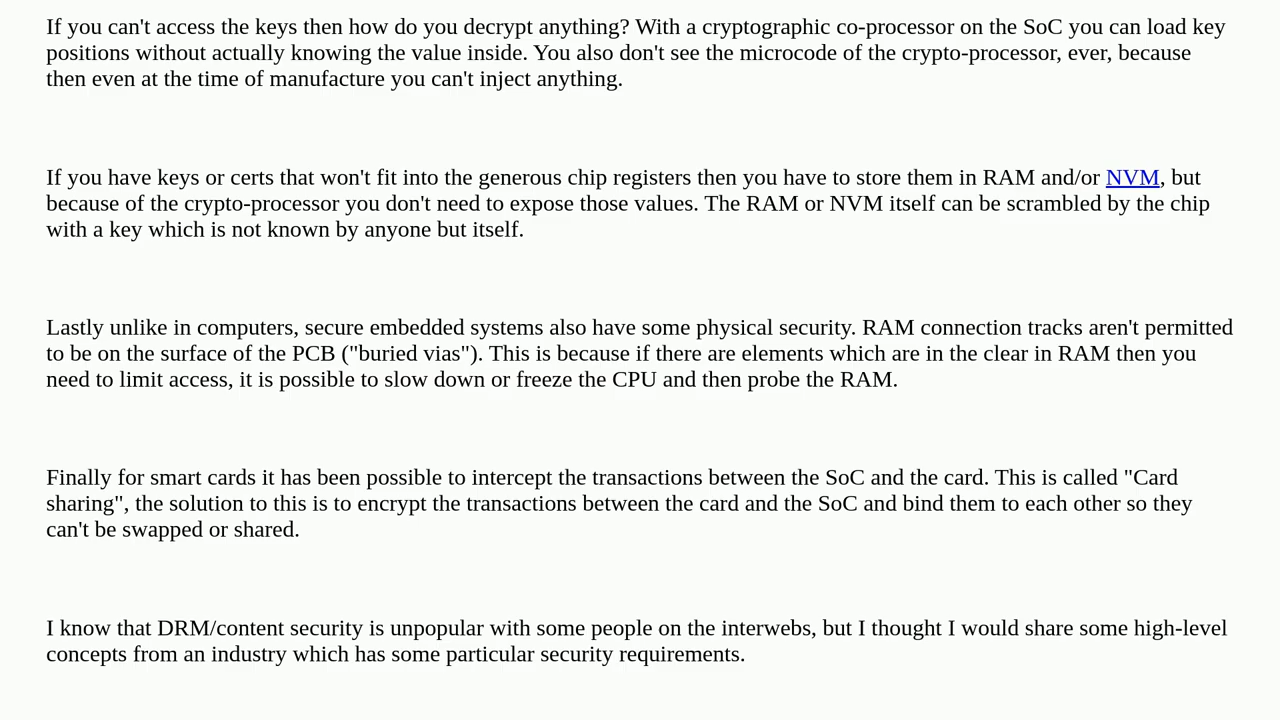 If you can't access the keys then how do you decrypt anything? With a cryptographic co-processor on the SoC you can load key
positions without actually knowing the value inside. You also don't see the microcode of the crypto-processor, ever, because
then even at the time of manufacture you can't inject anything.
If you have keys or certs that won't fit into the generous chip registers then you have to store them in RAM and/or NVM, but
because of the crypto-processor you don't need to expose those values. The RAM or NVM itself can be scrambled by the chip
with a key which is not known by anyone but itself.
Lastly unlike in computers, secure embedded systems also have some physical security. RAM connection tracks aren't permitted
to be on the surface of the PCB ("buried vias"). This is because if there are elements which are in the clear in RAM then you
need to limit access, it is possible to slow down or freeze the CPU and then probe the RAM.
Finally for smart cards it has been possible to intercept the transactions between the SoC and the card. This is called "Card
sharing", the solution to this is to encrypt the transactions between the card and the SoC and bind them to each other so they
can't be swapped or shared.
I know that DRM/content security is unpopular with some people on the interwebs, but I thought I would share some high-level
concepts from an industry which has some particular security requirements.